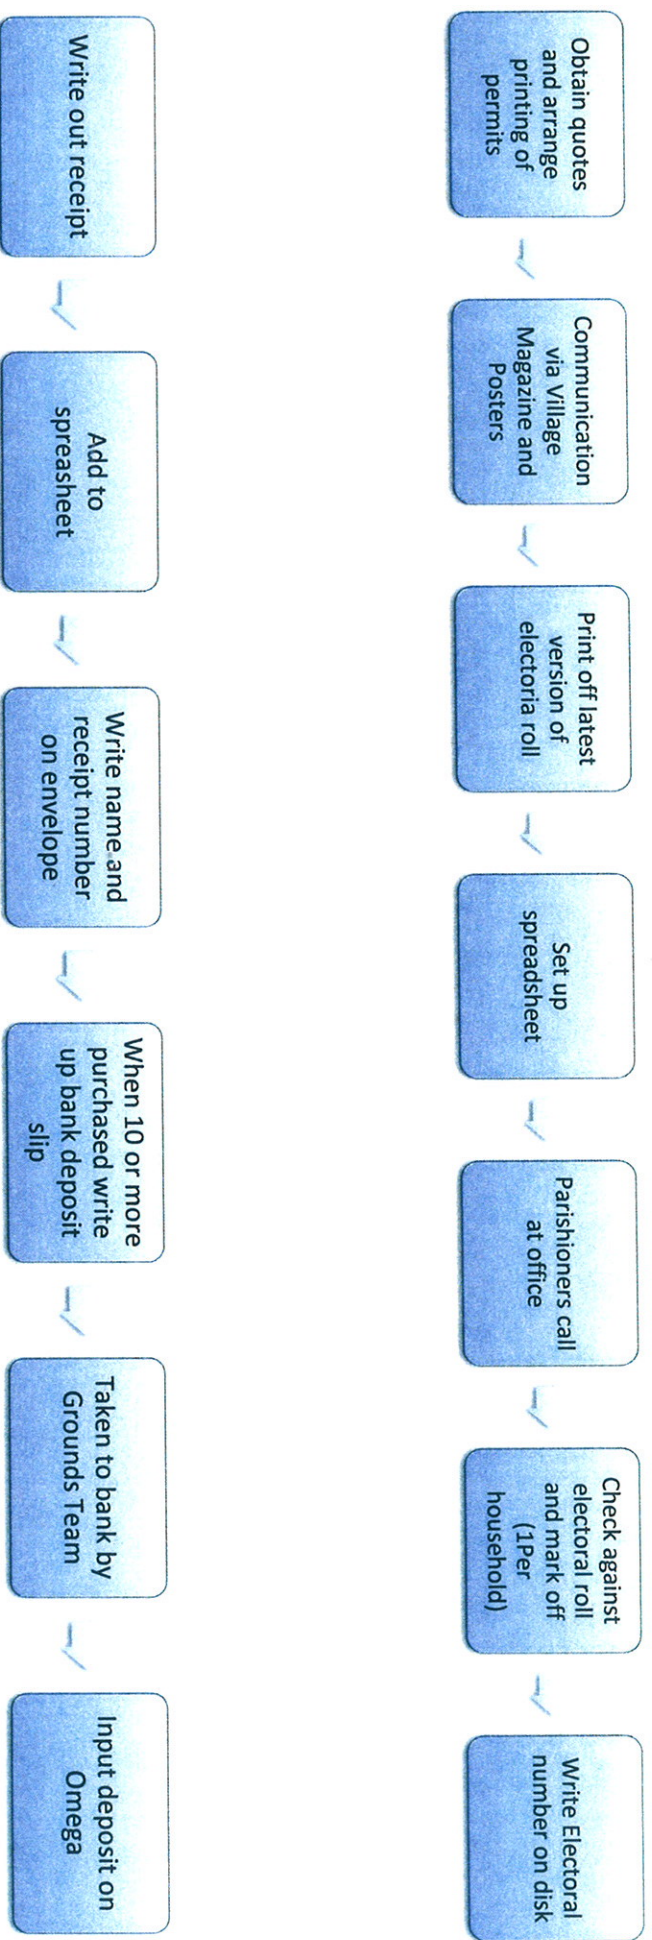 Obtain quotes
and arrange
printing of
permits
Communication
via Village
Magazine and
Posters
Print off latest
version of
electoria roll
Set up
spreadsheet
Parishioners call
at office
Check against
electoral roll
and mark off
(1Per
household)
Write Electoral
number on disk
Write out receipt
Add to
spreasheet
Write name and
receipt number
on envelope
When 10 or more
purchased write
up bank deposit
slip
Taken to bank by
Grounds Team
Input deposit on
Omega